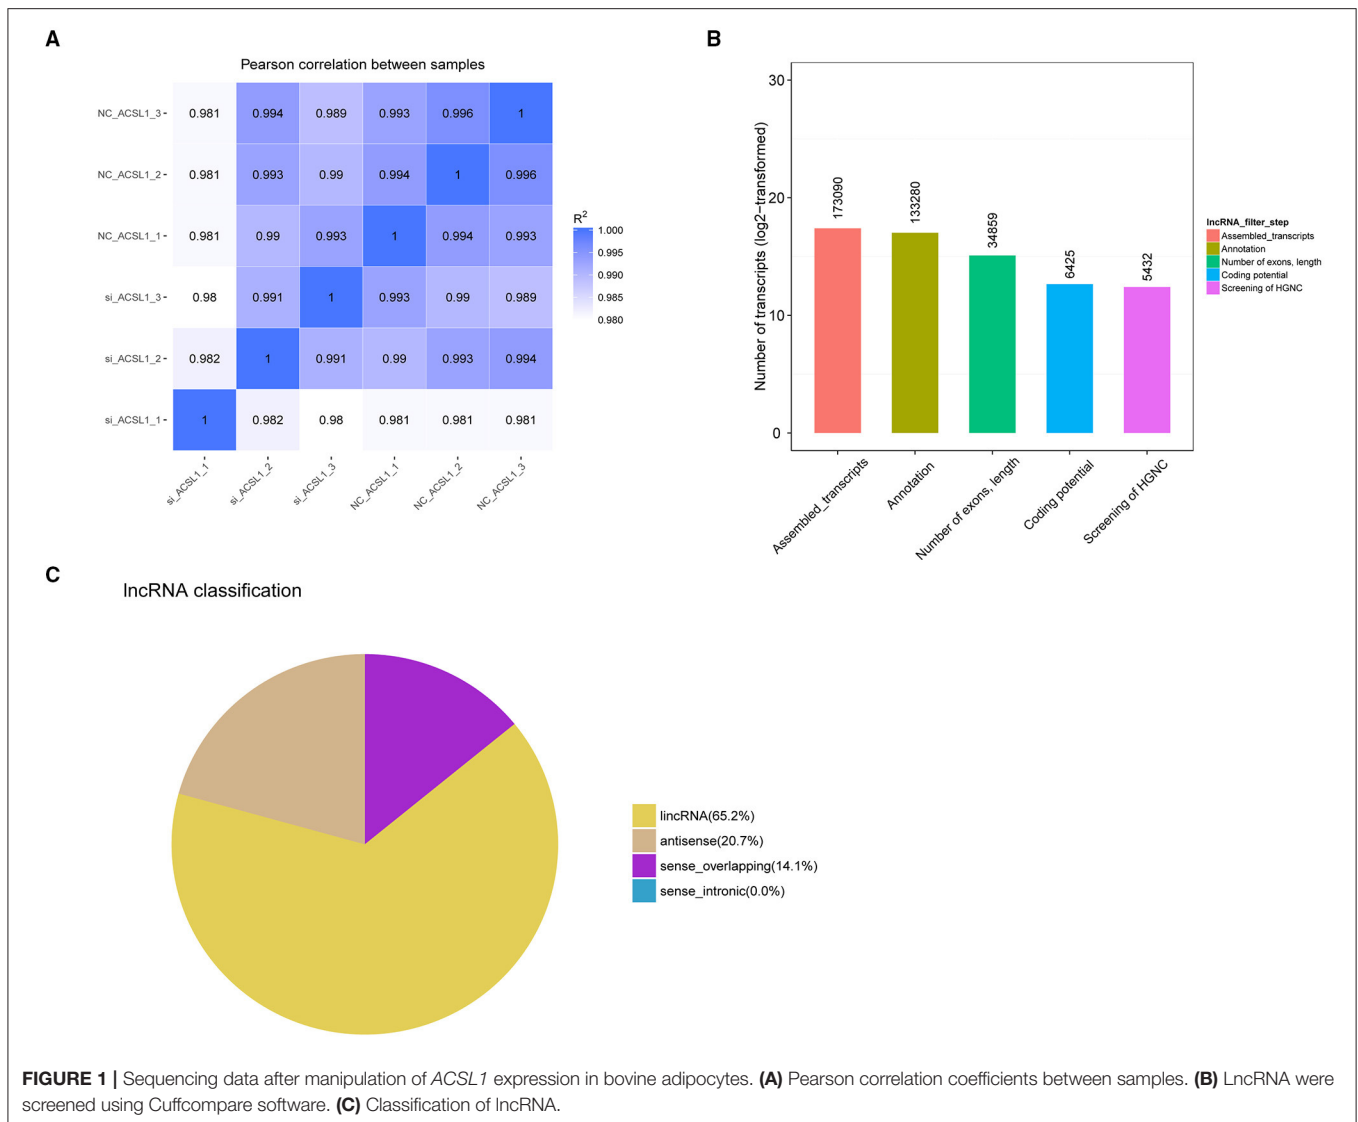 A
Pearson correlation between samples
NC_ACSL1_3
0.981 0.994 0.989 0.993 0.996 1
NC_ACSL1_2
0.981 0.993 0.99 0.994 1 0.996
NC_ACSL1_1
0.981 0.99 0.993 1 0.994 0.993
si_ACSL1_3
0.98 0.991 1 0.993 0.99 0.989
si_ACSL1_2
0.982 1 0.991 0.99 0.993 0.994
si_ACSL1_1
1 0.982 0.98 0.981 0.981 0.981
si_ACSL1_1
si_ACSL1_2
si_ACSL1_3
NC_ACSL1_1
NC_ACSL1_2
NC_ACSL1_3
R²
1.000
0.995
0.990
0.985
0.980
B
Number of transcripts (log2−transformed)
30
20
10
0
173090
133280
34859
6425
5432
Assembled_transcripts
Annotation
Number of exons, length
Coding potential
Screening of HGNC
lncRNA_filter_step
Assembled_transcripts
Annotation
Number of exons, length
Coding potential
Screening of HGNC
C
lncRNA classification
lincRNA(65.2%)
antisense(20.7%)
sense_overlapping(14.1%)
sense_intronic(0.0%)
FIGURE 1 | Sequencing data after manipulation of ACSL1 expression in bovine adipocytes. (A) Pearson correlation coefficients between samples. (B) LncRNA were
screened using Cuffcompare software. (C) Classification of lncRNA.